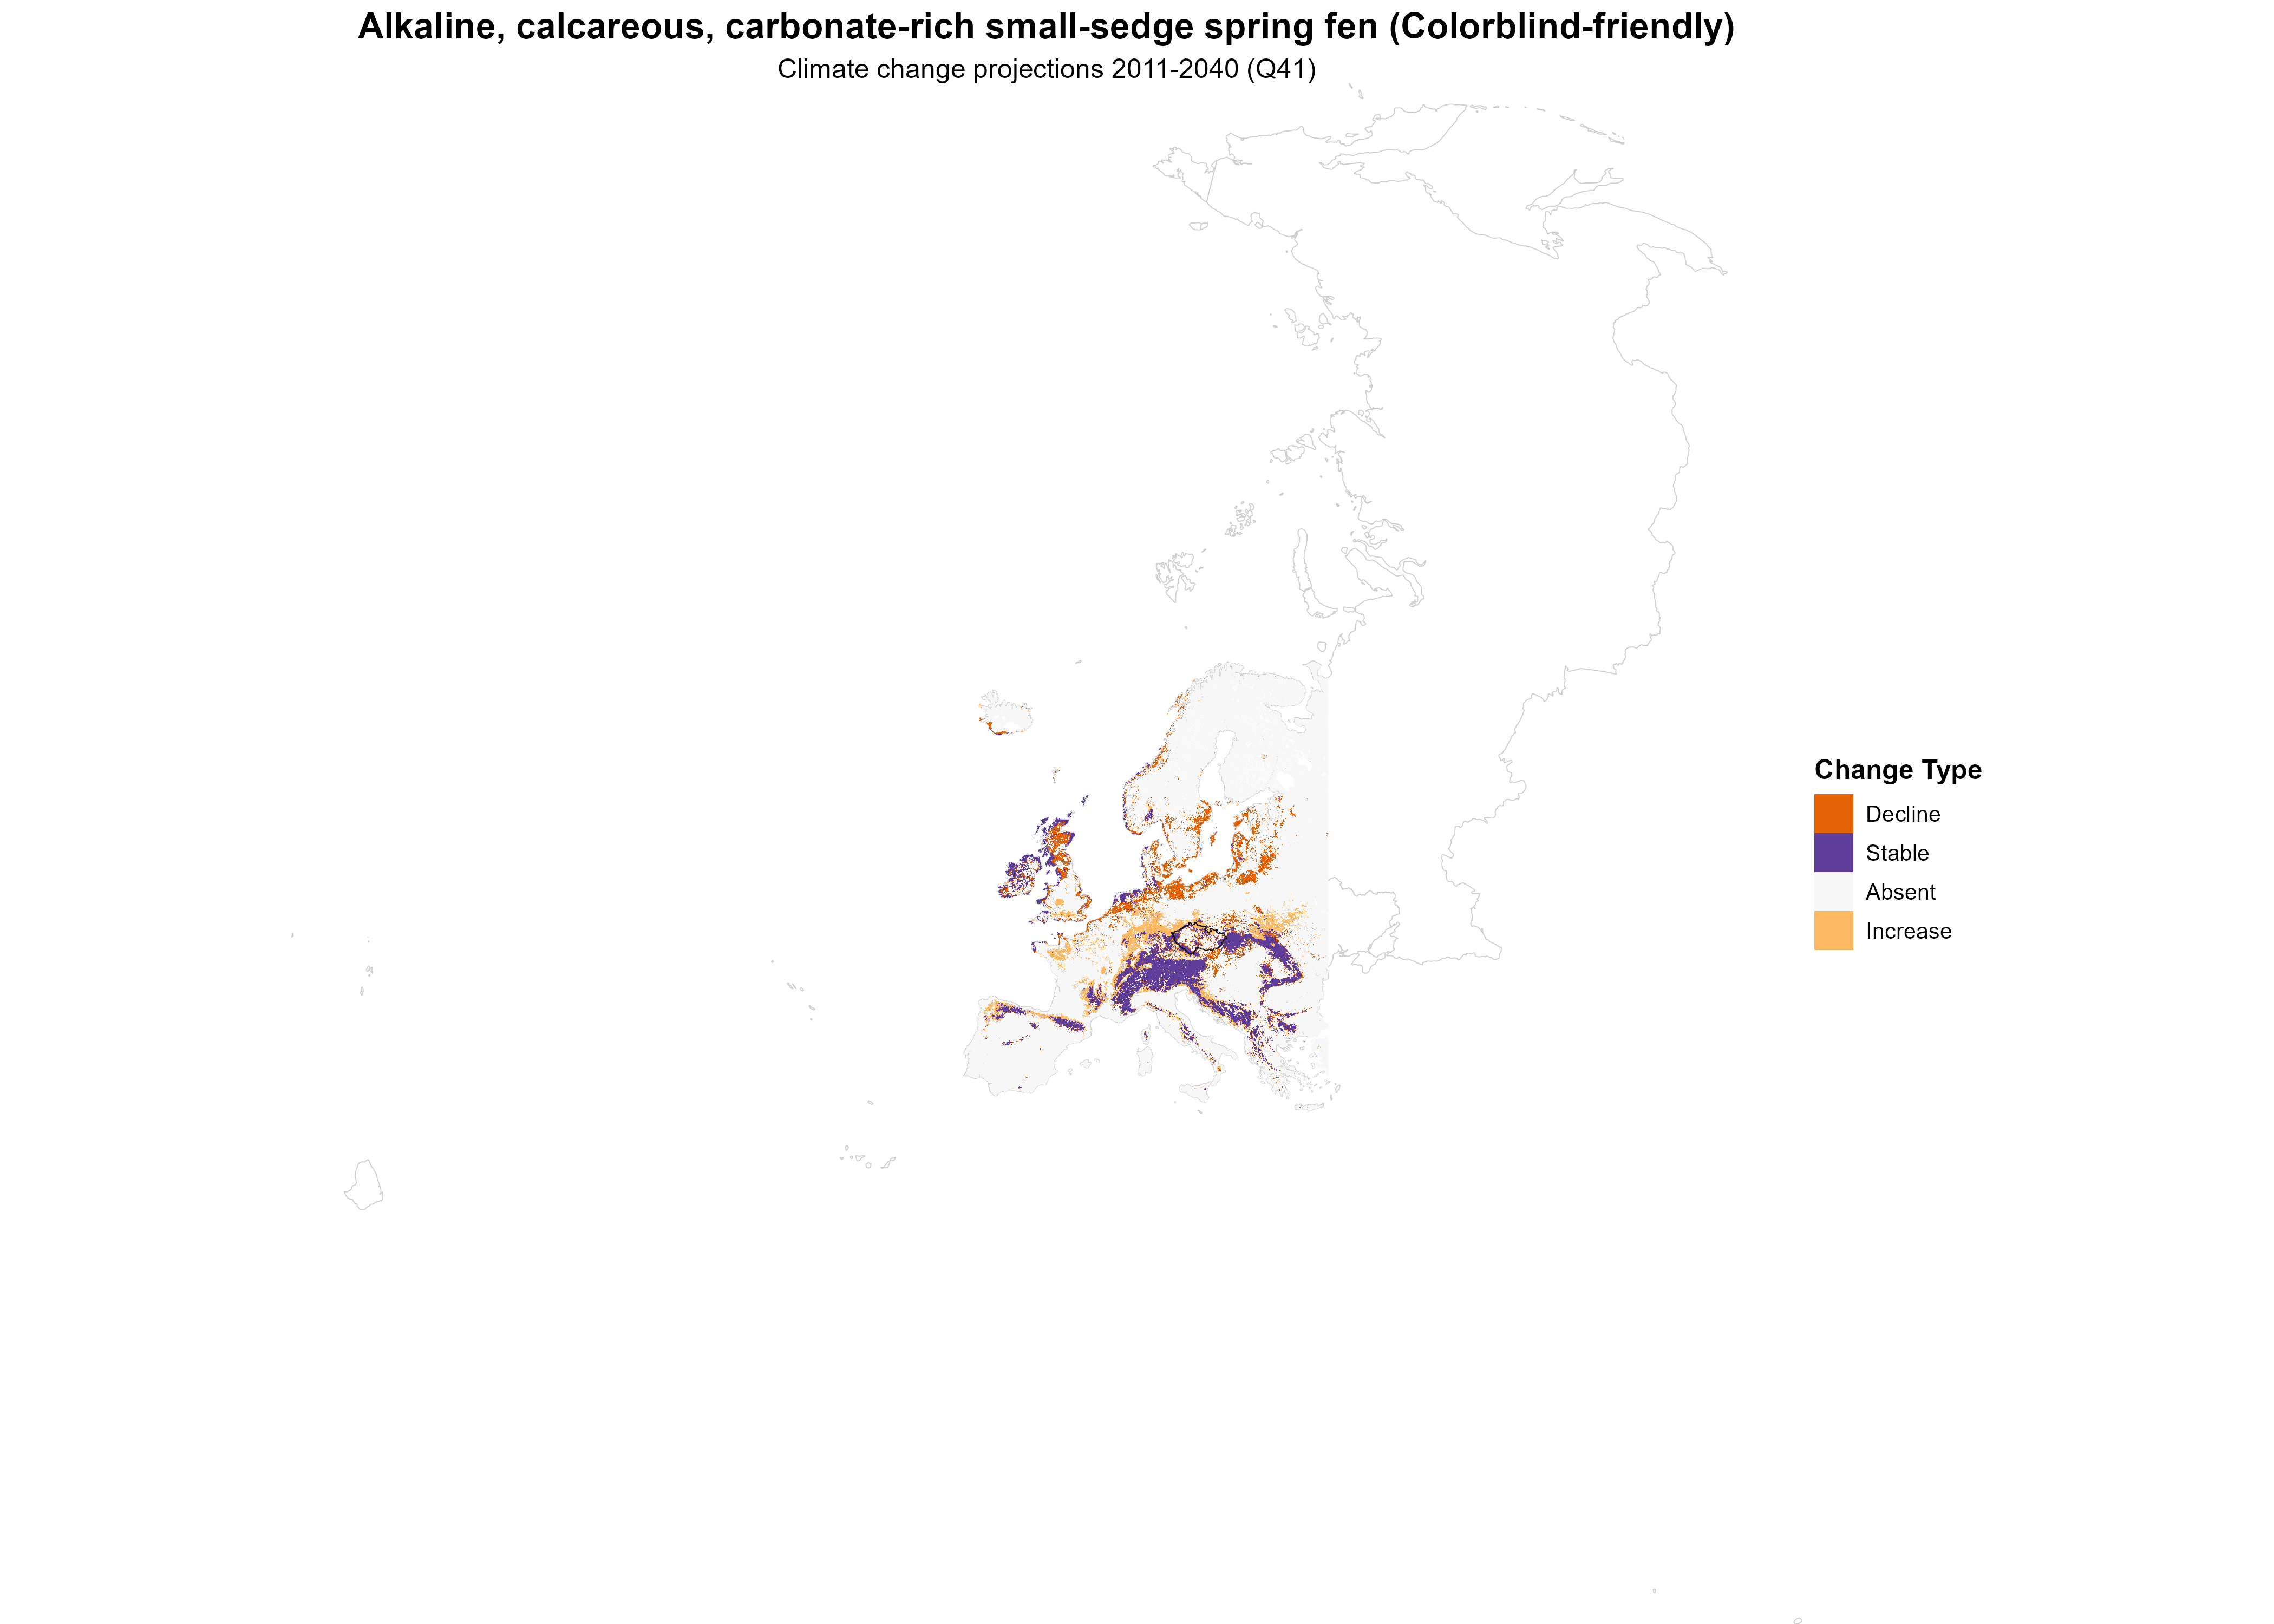 Alkaline, calcareous, carbonate-rich small-sedge spring fen (Colorblind-friendly)
Climate change projections 2011-2040 (Q41)
Change Type
Decline
Stable
Absent
Increase